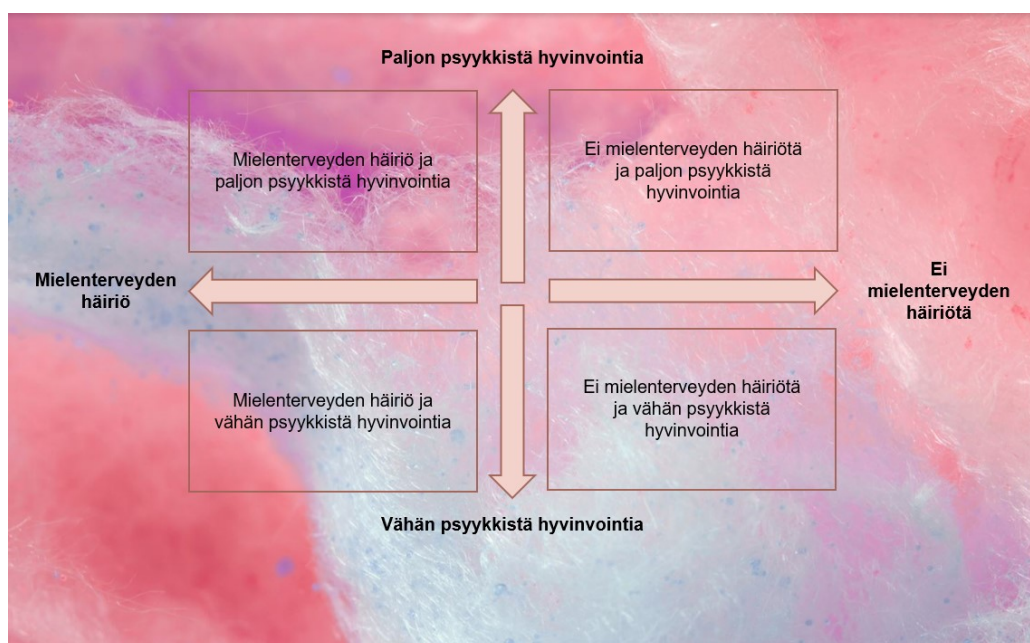 Paljon psyykkistä hyvinvointia
Mielenterveyden häiriö ja
paljon psyykkistä hyvinvointia
Ei mielenterveyden häiriötä
ja paljon psyykkistä
hyvinvointia
Mielenterveyden
häiriö
Ei
mielenterveyden
häiriötä
Mielenterveyden häiriö ja
vähän psyykkistä hyvinvointia
Ei mielenterveyden häiriötä
ja vähän psyykkistä
hyvinvointia
Vähän psyykkistä hyvinvointia